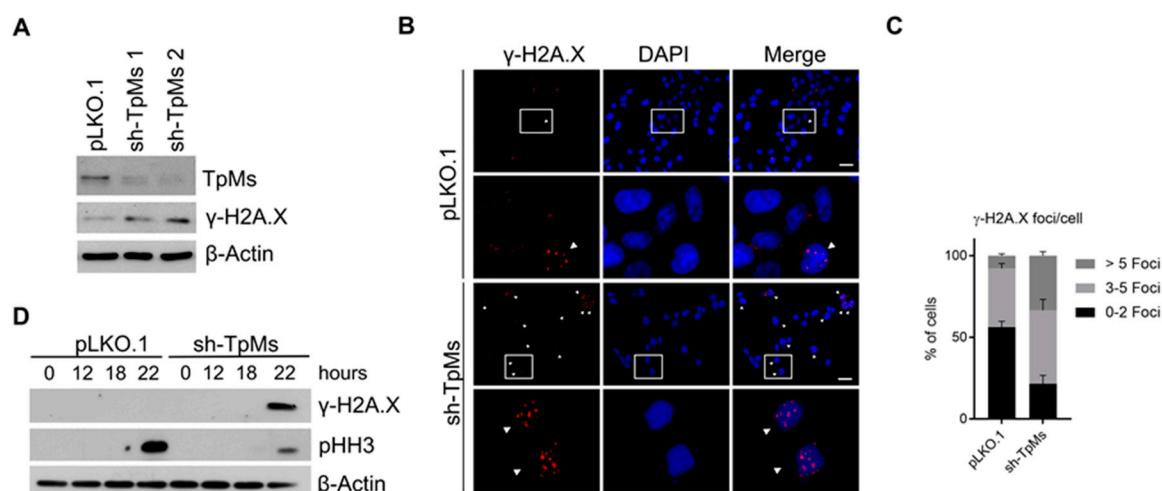 A
pLKO.1
sh-TpMs 1
sh-TpMs 2
TpMs
γ-H2A.X
β-Actin
B
γ-H2A.X DAPI Merge
pLKO.1
sh-TpMs
C
γ-H2A.X foci/cell
100
50
0
% of cells
> 5 Foci
3-5 Foci
0-2 Foci
pLKO.1
sh-TpMs
D
pLKO.1 sh-TpMs
0 12 18 22 0 12 18 22 hours
γ-H2A.X
pHH3
β-Actin